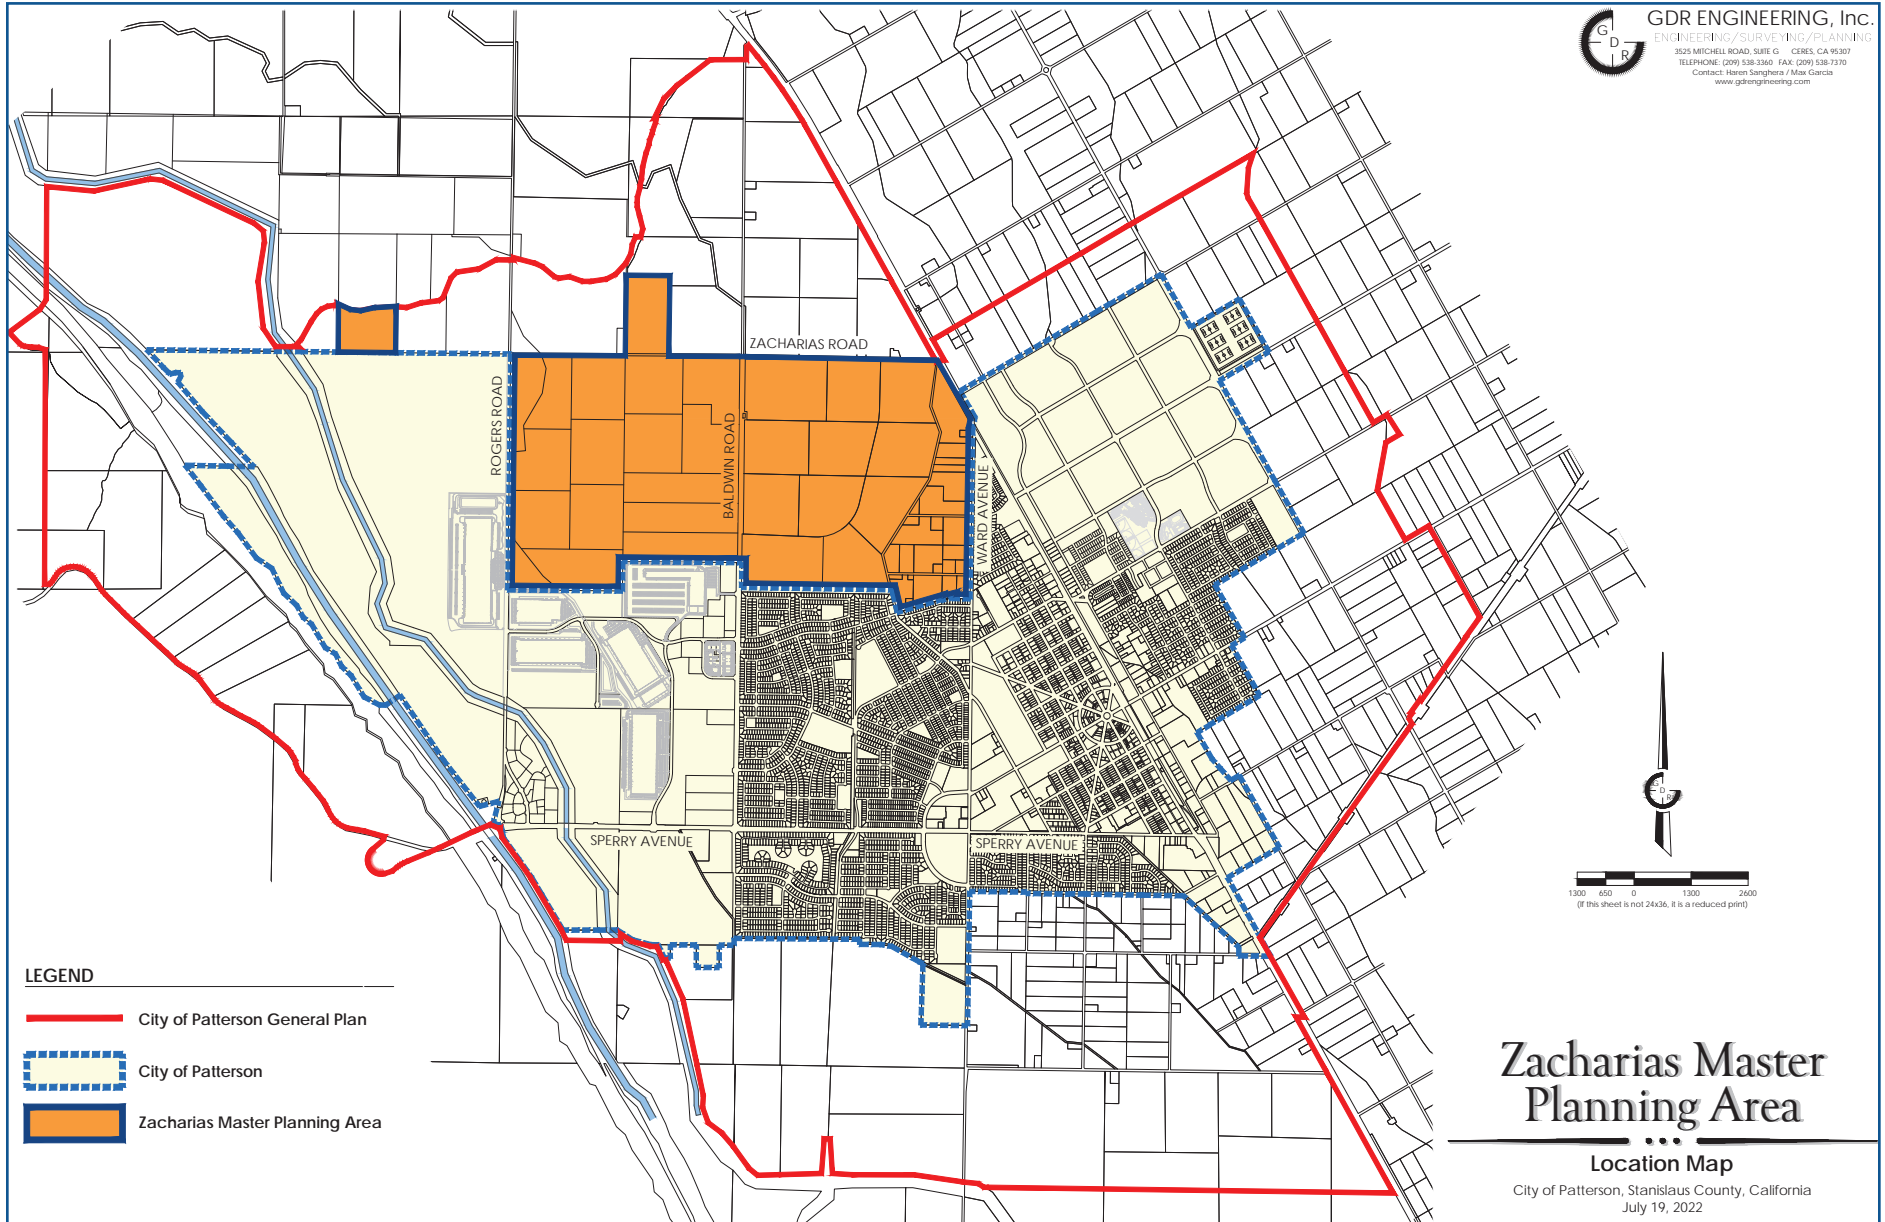 GDR ENGINEERING, Inc.
ENGINEERING/SURVEYING/PLANNING
3525 MITCHELL ROAD, SUITE G CERES, CA 95307
TELEPHONE: (209) 538-3360 FAX: (209) 538-7370
Contact: Haren Sanghera / Max Garcia
www.gdrengineering.com
G
D
R
ZACHARIAS ROAD
ROGERS ROAD
BALDWIN ROAD
WARD AVENUE
SPERRY AVENUE
SPERRY AVENUE
G
D
R
1300 650 0 1300 2600
(If this sheet is not 24x36, it is a reduced print)
LEGEND
City of Patterson General Plan
City of Patterson
Zacharias Master Planning Area
Zacharias Master
Planning Area
Location Map
City of Patterson, Stanislaus County, California
July 19, 2022